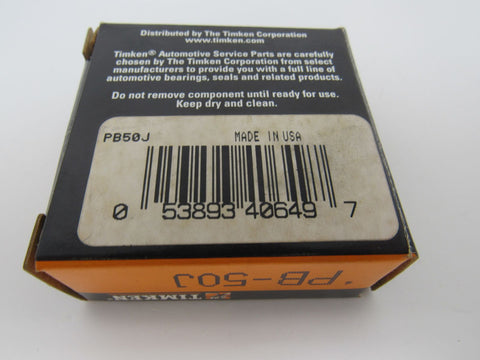 Distributed by The Timken Corporation
www.timken.com
Timken® Automotive Service Parts are carefully
chosen by The Timken Corporation from select
manufacturers to provide you with a full line of
automotive bearings, seals and related products.
Do not remove component until ready for use.
Keep dry and clean.
PB50J MADE IN USA
0 53893 40649 7
PB-50J
TIMKEN